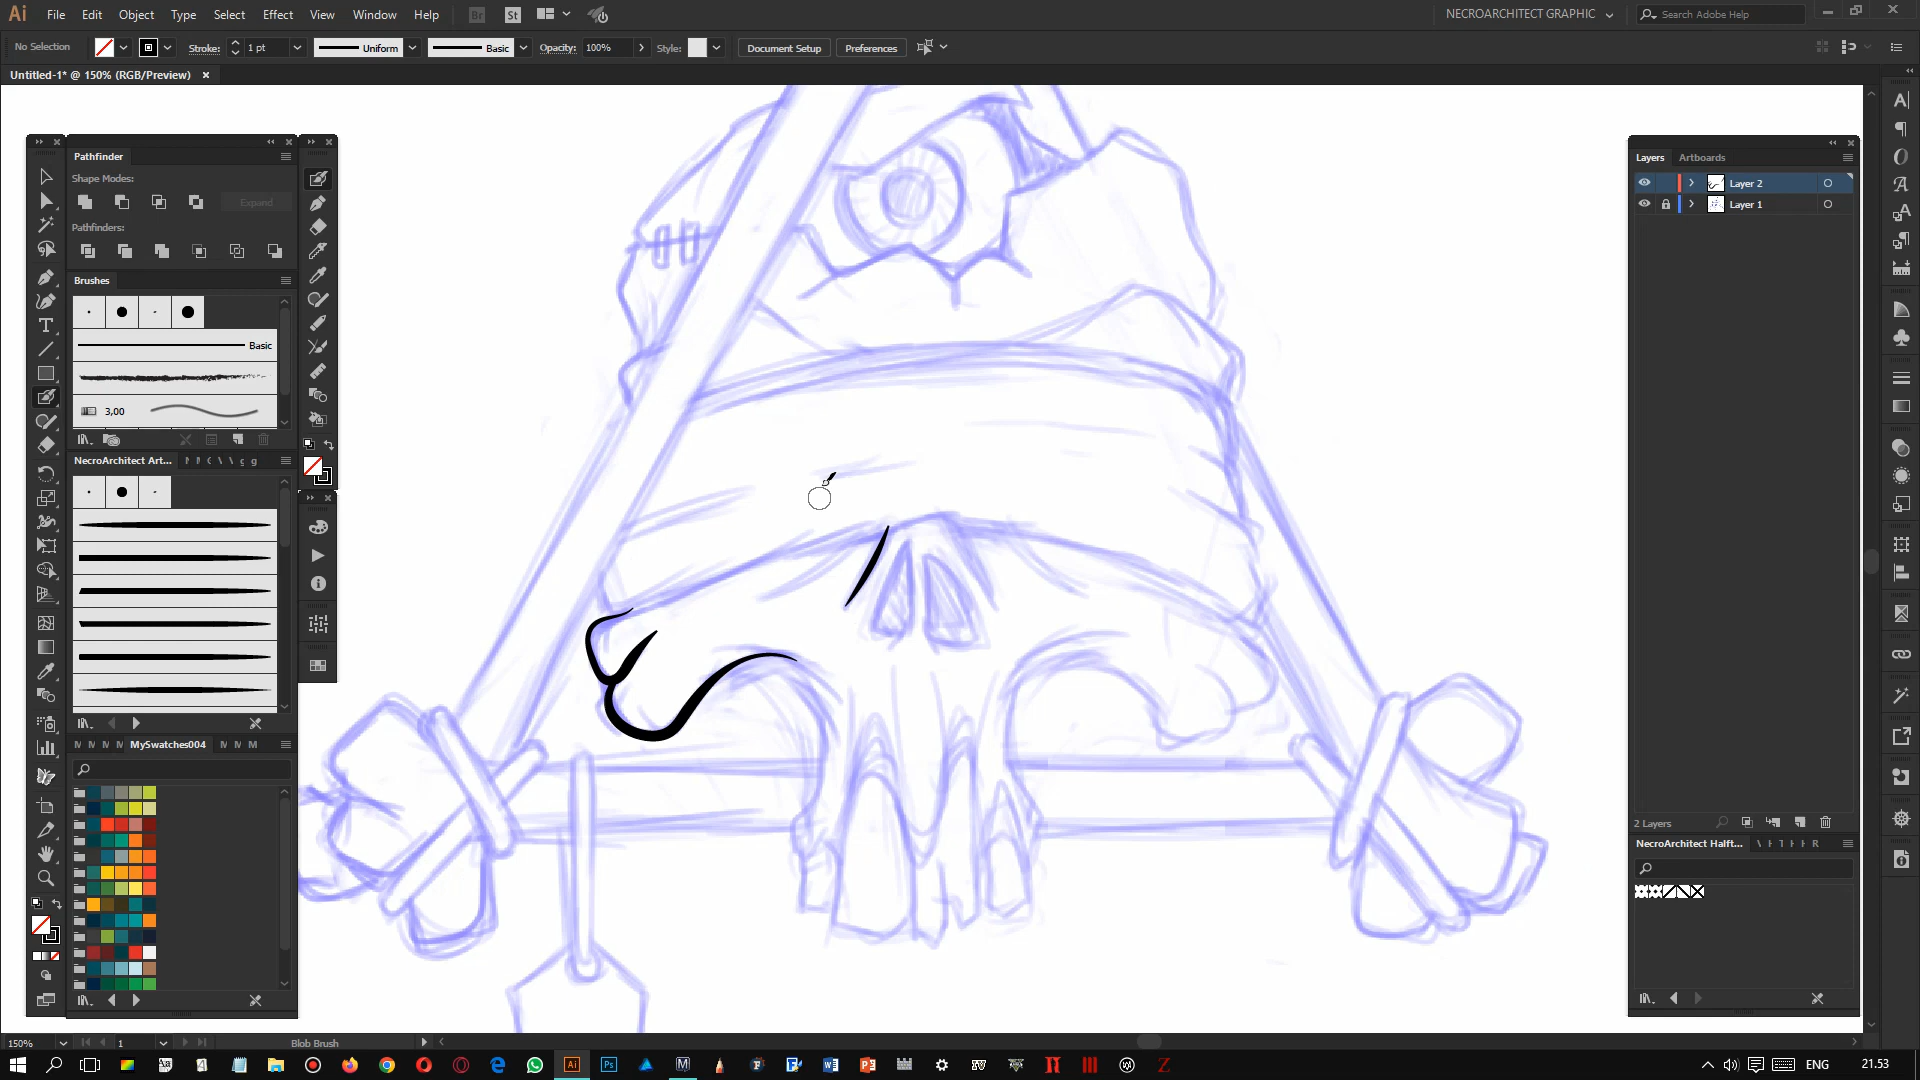 Ai File Edit Object Type Select Effect View Window Help Br St NECROARCHITECT GRAPHIC Search Adobe Help
No Selection Stroke: 1 pt Uniform Basic Opacity: 100% Style: Document Setup Preferences
Untitled-1* @ 150% (RGB/Preview)
Pathfinder
Shape Modes:
Expand
Pathfinders:
Brushes
Basic
3,00
NecroArchitect Art...
MySwatches004
Layers Artboards
Layer 2
Layer 1
2 Layers
NecroArchitect Halft...
150% 1 Blob Brush
ENG 21.53